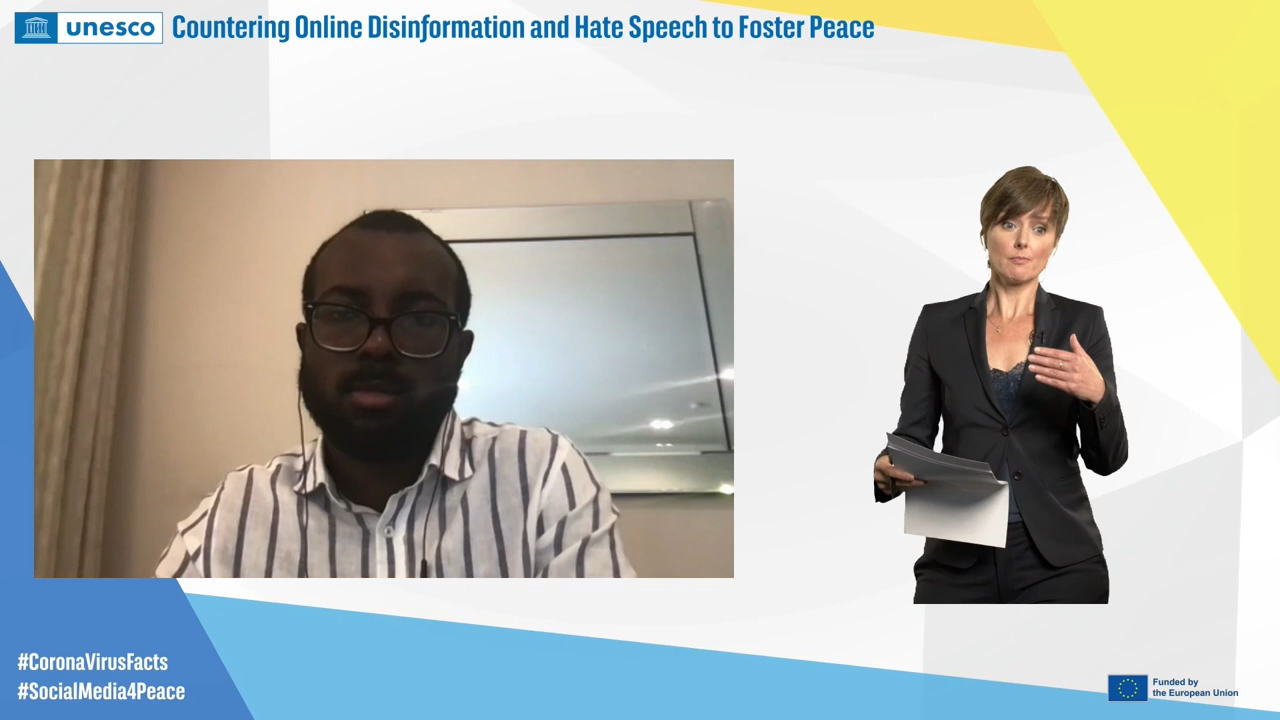 unesco
Countering Online Disinformation and Hate Speech to Foster Peace
#CoronaVirusFacts
#SocialMedia4Peace
Funded by
the European Union